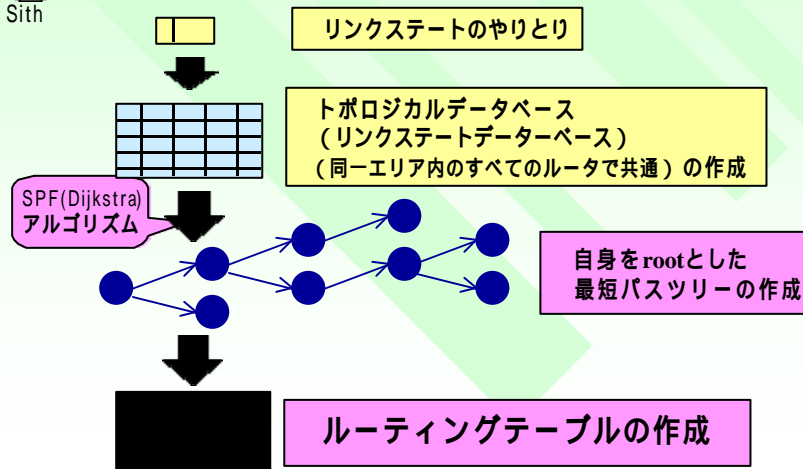 Sith
リンクステートのやりとり
トポロジカルデータベース
（リンクステートデーターベース）
（同一エリア内のすべてのルータで共通）の作成
SPF(Dijkstra)
アルゴリズム
自身をrootとした
最短パスツリーの作成
ルーティングテーブルの作成